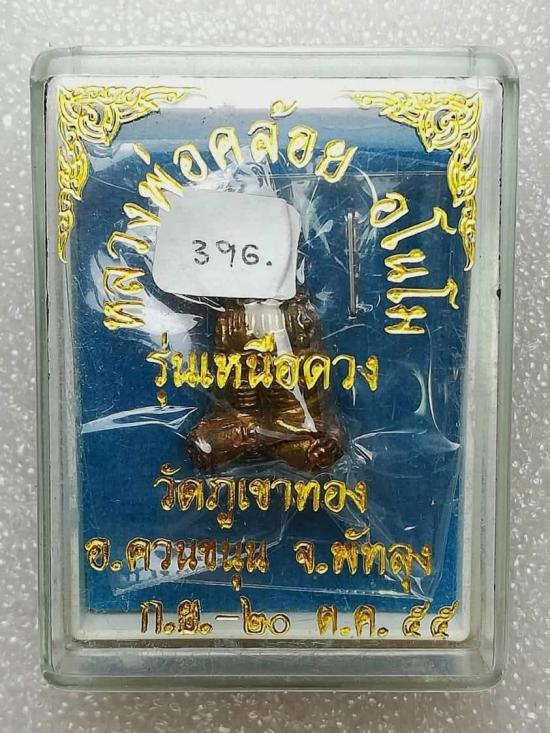 หลวงพ่อคล้อย อโนโม
396.
รุ่นเหนือดวง
วัดภูเขาทอง
อ.ควนขนุน จ.พัทลุง
ก.ย.-๒๐ ต.ค. ๕๕